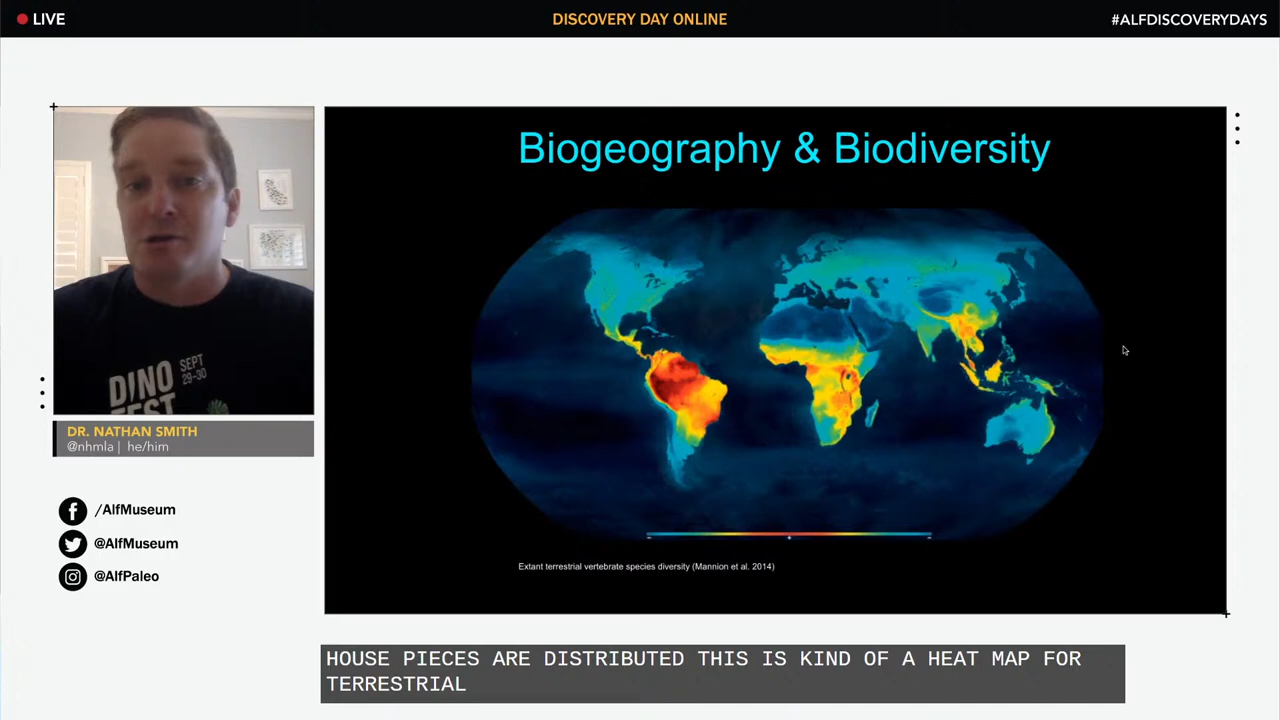 LIVE
DISCOVERY DAY ONLINE
#ALFDISCOVERYDAYS
Biogeography & Biodiversity
DINO
SEPT
29-30
DR. NATHAN SMITH
@nhmla | he/him
/AlfMuseum
@AlfMuseum
@AlfPaleo
Extant terrestrial vertebrate species diversity (Mannion et al. 2014)
HOUSE PIECES ARE DISTRIBUTED THIS IS KIND OF A HEAT MAP FOR
TERRESTRIAL